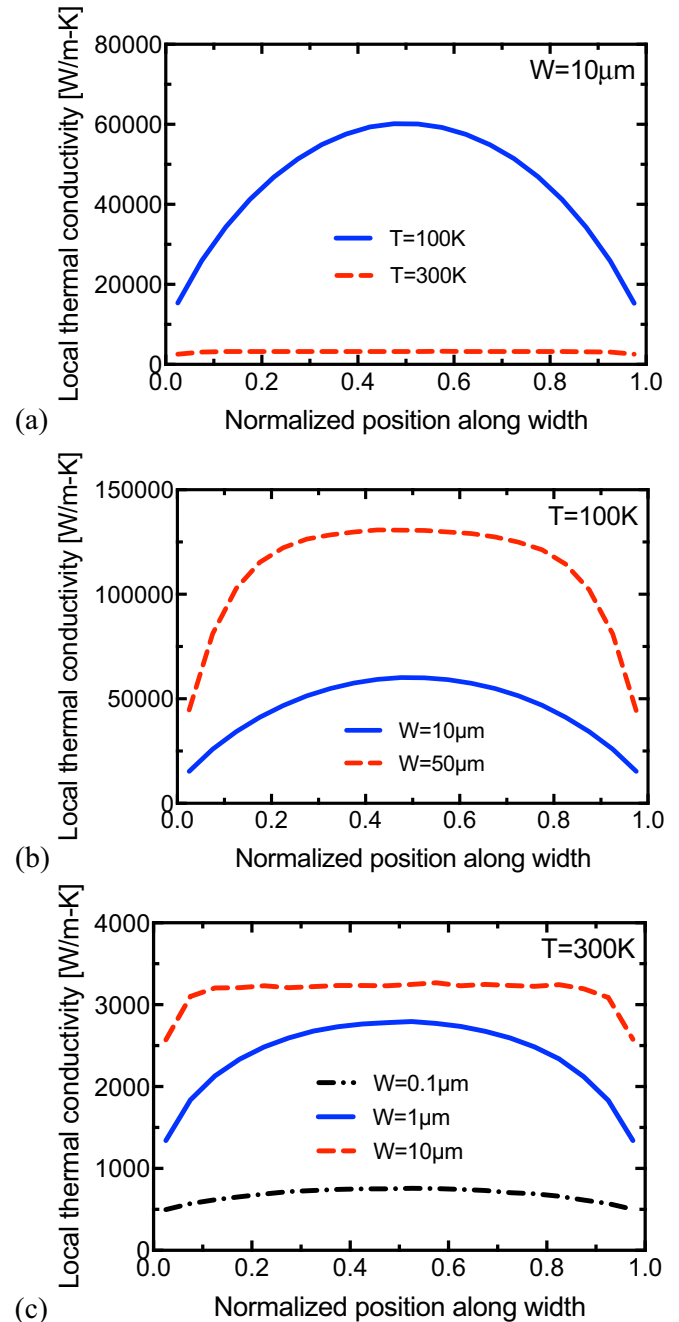 80000
60000
40000
20000
0
Local thermal conductivity [W/m-K]
W=10μm
T=100K
T=300K
0.0 0.2 0.4 0.6 0.8 1.0
Normalized position along width
(a)
150000
100000
50000
0
Local thermal conductivity [W/m-K]
T=100K
W=10μm
W=50μm
0.0 0.2 0.4 0.6 0.8 1.0
Normalized position along width
(b)
4000
3000
2000
1000
0
Local thermal conductivity [W/m-K]
T=300K
W=0.1μm
W=1μm
W=10μm
0.0 0.2 0.4 0.6 0.8 1.0
Normalized position along width
(c)